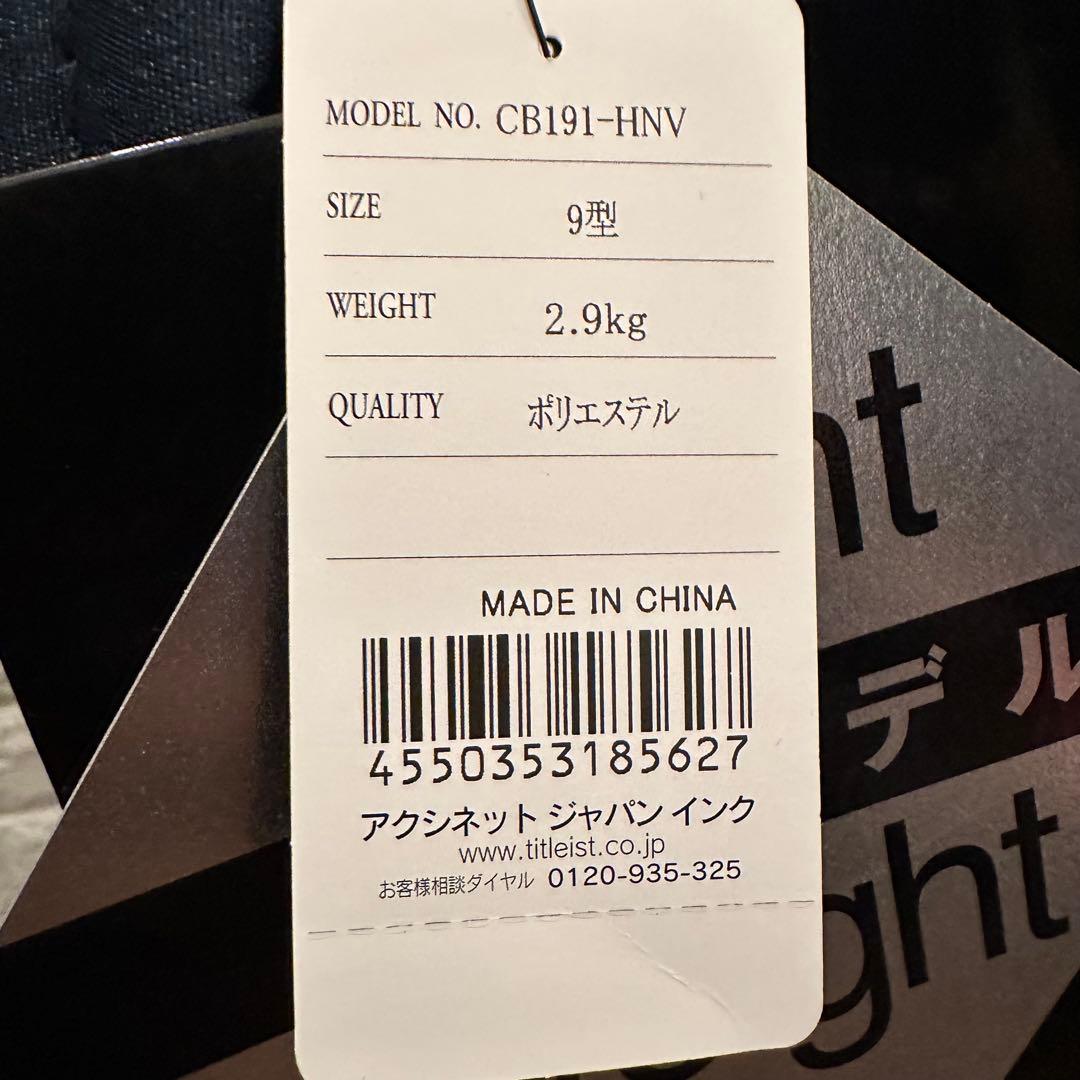 MODEL NO. CB191-HNV
SIZE 9型
WEIGHT 2.9kg
QUALITY ポリエステル
MADE IN CHINA
4550353185627
アクシネット ジャパン インク
www.titleist.co.jp
お客様相談ダイヤル 0120-935-325
デル